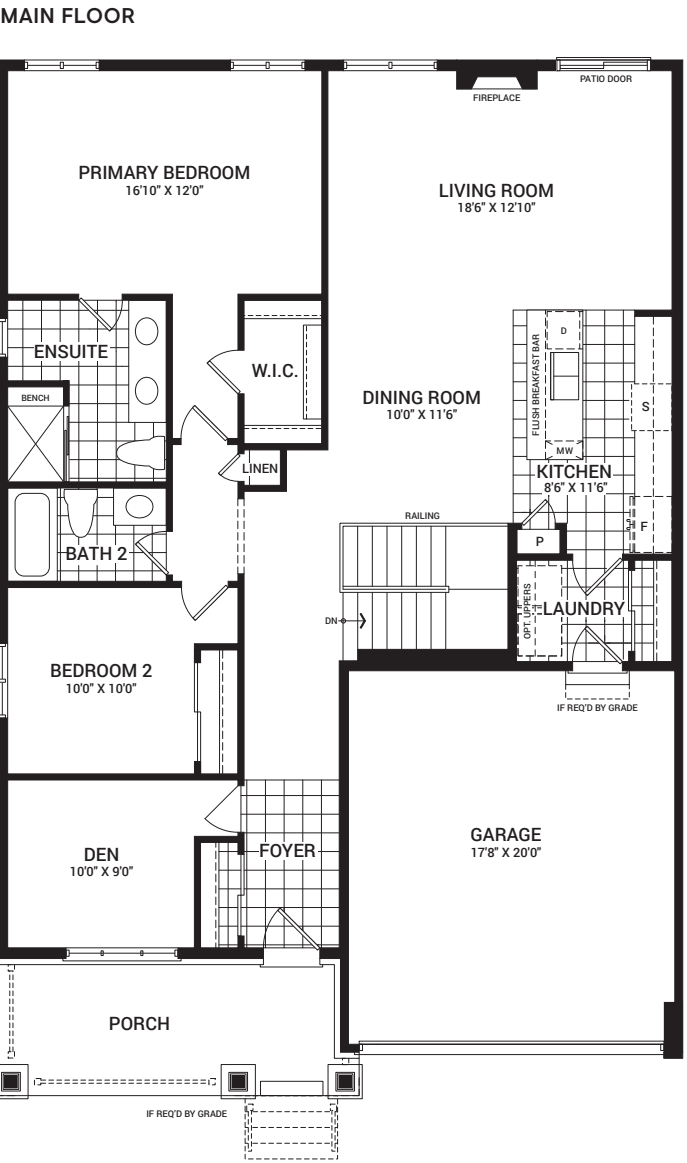 MAIN FLOOR
FIREPLACE
PATIO DOOR
PRIMARY BEDROOM
16'10" X 12'0"
LIVING ROOM
18'6" X 12'10"
ENSUITE
BENCH
W.I.C.
LINEN
DINING ROOM
10'0" X 11'6"
FLUSH BREAKFAST BAR
D
S
MW
KITCHEN
8'6" X 11'6"
F
P
RAILING
DN
BATH 2
OPT. UPPERS
LAUNDRY
BEDROOM 2
10'0" X 10'0"
IF REQ'D BY GRADE
DEN
10'0" X 9'0"
FOYER
GARAGE
17'8" X 20'0"
PORCH
IF REQ'D BY GRADE